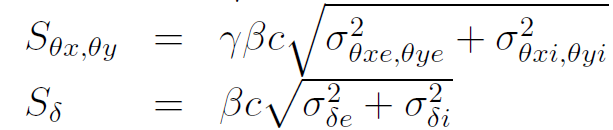 S_{θx,θy} = γβc√(σ²_{θxe,θye} + σ²_{θxi,θyi})
S_δ = βc√(σ²_{δe} + σ²_{δi})